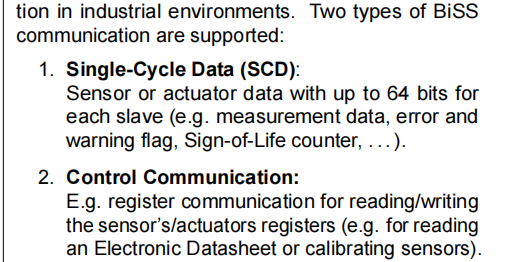 tion in industrial environments. Two types of BiSS
communication are supported:
1. Single-Cycle Data (SCD):
Sensor or actuator data with up to 64 bits for
each slave (e.g. measurement data, error and
warning flag, Sign-of-Life counter, . . . ).
2. Control Communication:
E.g. register communication for reading/writing
the sensor's/actuators registers (e.g. for reading
an Electronic Datasheet or calibrating sensors).